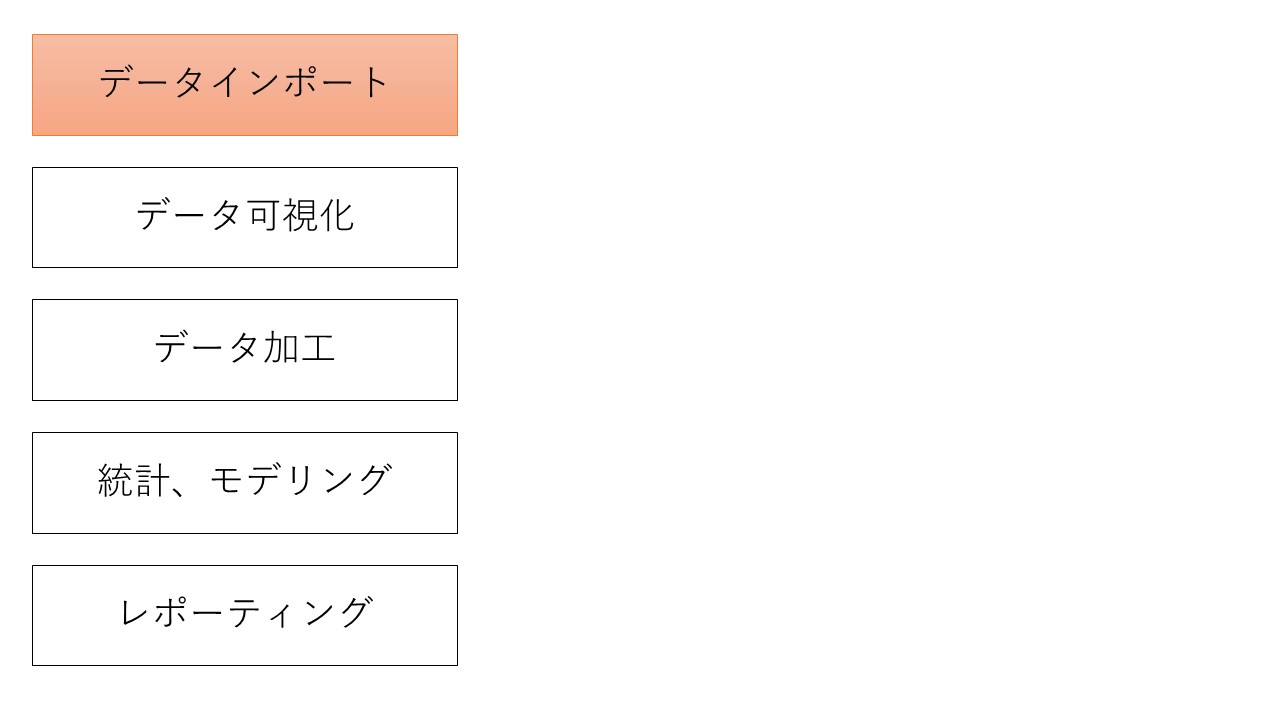 データインポート
データ可視化
データ加工
統計、モデリング
レポーティング